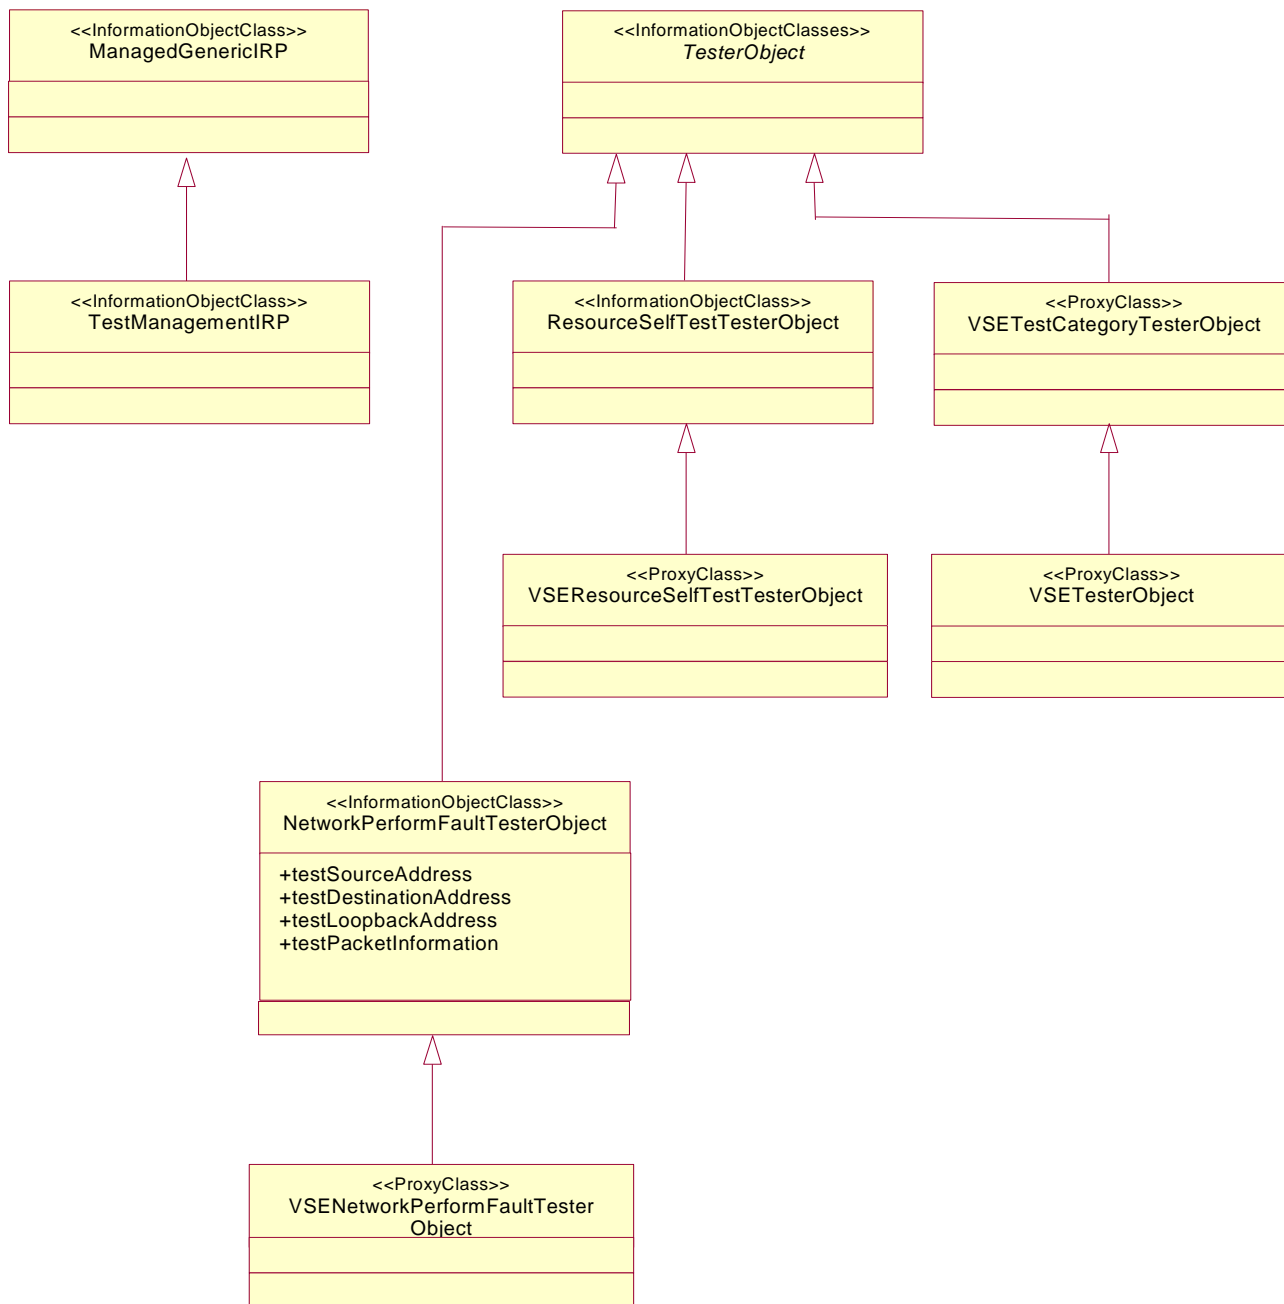 <<InformationObjectClass>>
ManagedGenericIRP
<<InformationObjectClasses>>
TesterObject
<<InformationObjectClass>>
TestManagementIRP
<<InformationObjectClass>>
ResourceSelfTestTesterObject
<<ProxyClass>>
VSETestCategoryTesterObject
<<ProxyClass>>
VSEResourceSelfTestTesterObject
<<ProxyClass>>
VSETesterObject
<<InformationObjectClass>>
NetworkPerformFaultTesterObject
+testSourceAddress
+testDestinationAddress
+testLoopbackAddress
+testPacketInformation
<<ProxyClass>>
VSENetworkPerformFaultTester
Object